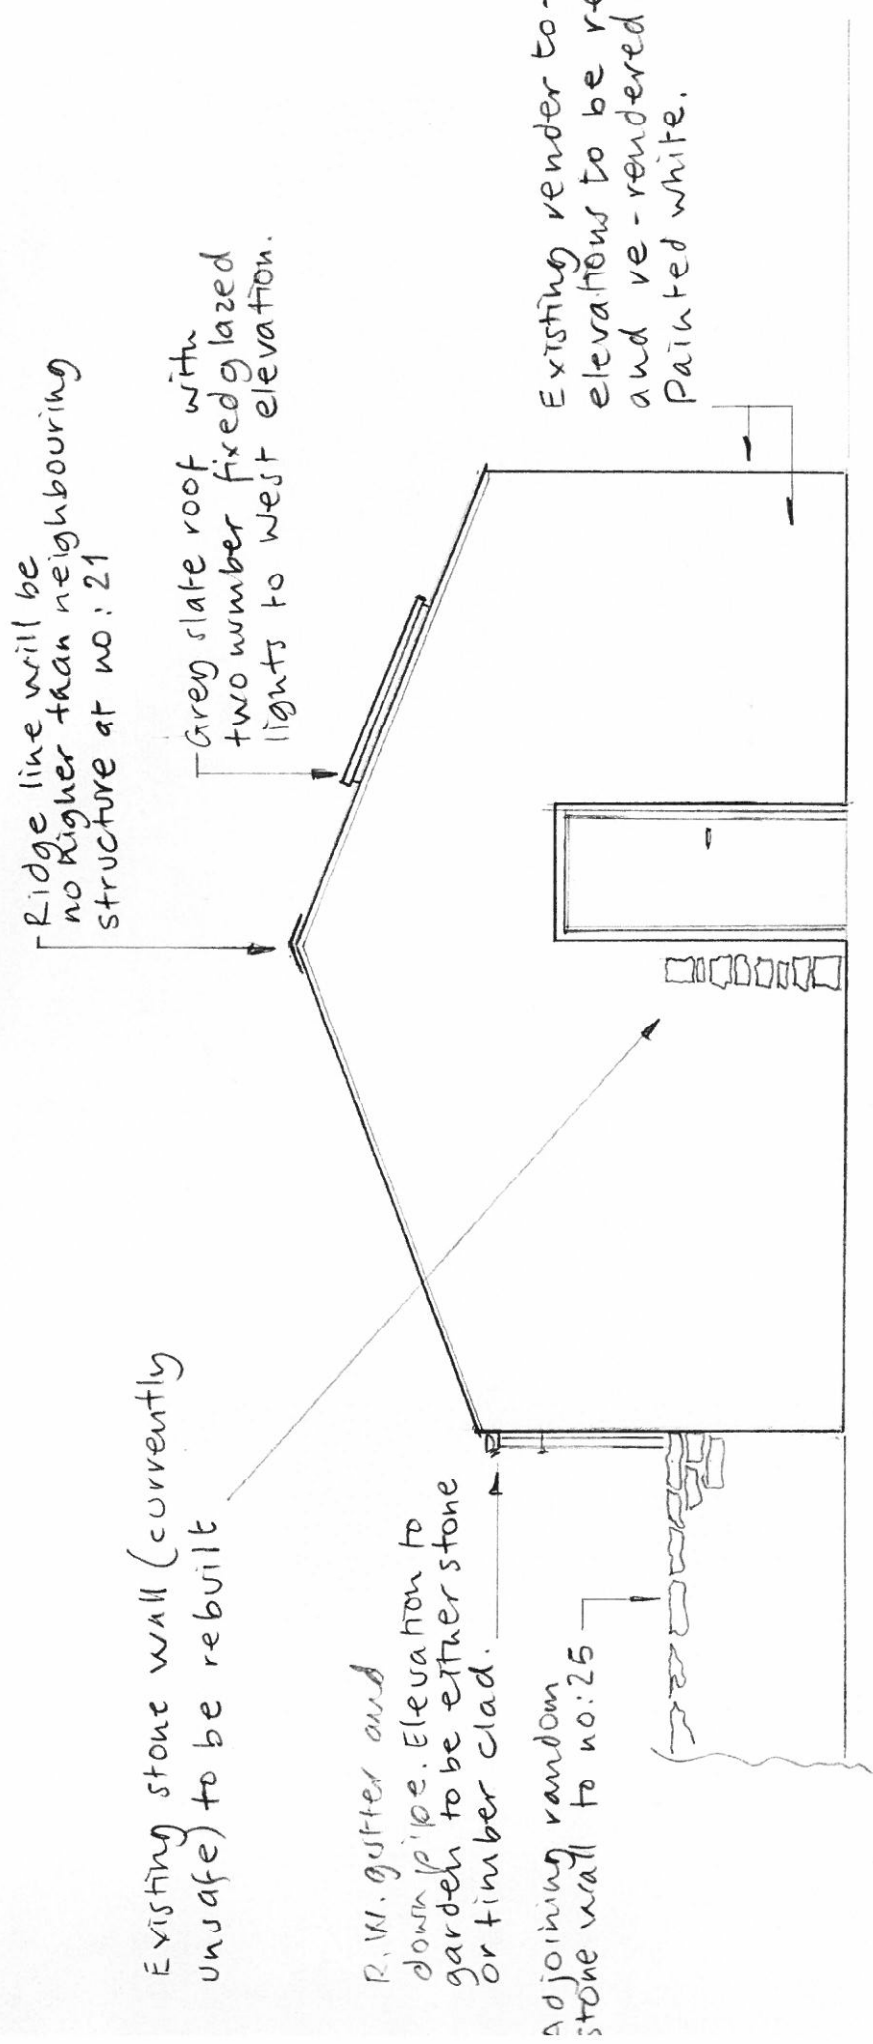 Ridge line will be
no higher than neighbouring
structure at no: 21
Grey slate roof with
two number fixed glazed
lights to west elevation.
Existing stone wall (currently
unsafe) to be rebuilt
R.W. gutter and
down pipe. Elevation to
garden to be either stone
or timber clad.
Adjoining random
stone wall to no: 25
Existing render to
elevations to be
and re-rendered
Painted white.